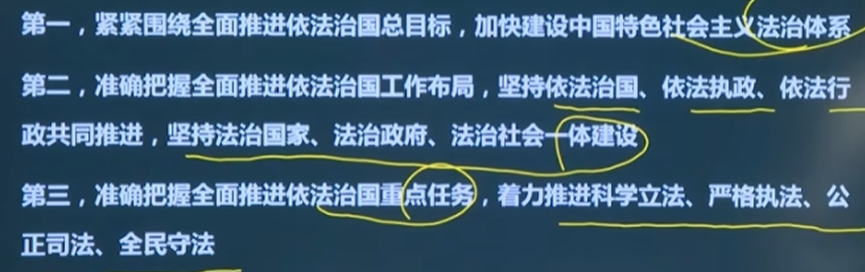 第一，紧紧围绕全面推进依法治国总目标，加快建设中国特色社会主义法治体系
第二，准确把握全面推进依法治国工作布局，坚持依法治国、依法执政、依法行
政共同推进，坚持法治国家、法治政府、法治社会一体建设
第三，准确把握全面推进依法治国重点任务，着力推进科学立法、严格执法、公
正司法、全民守法